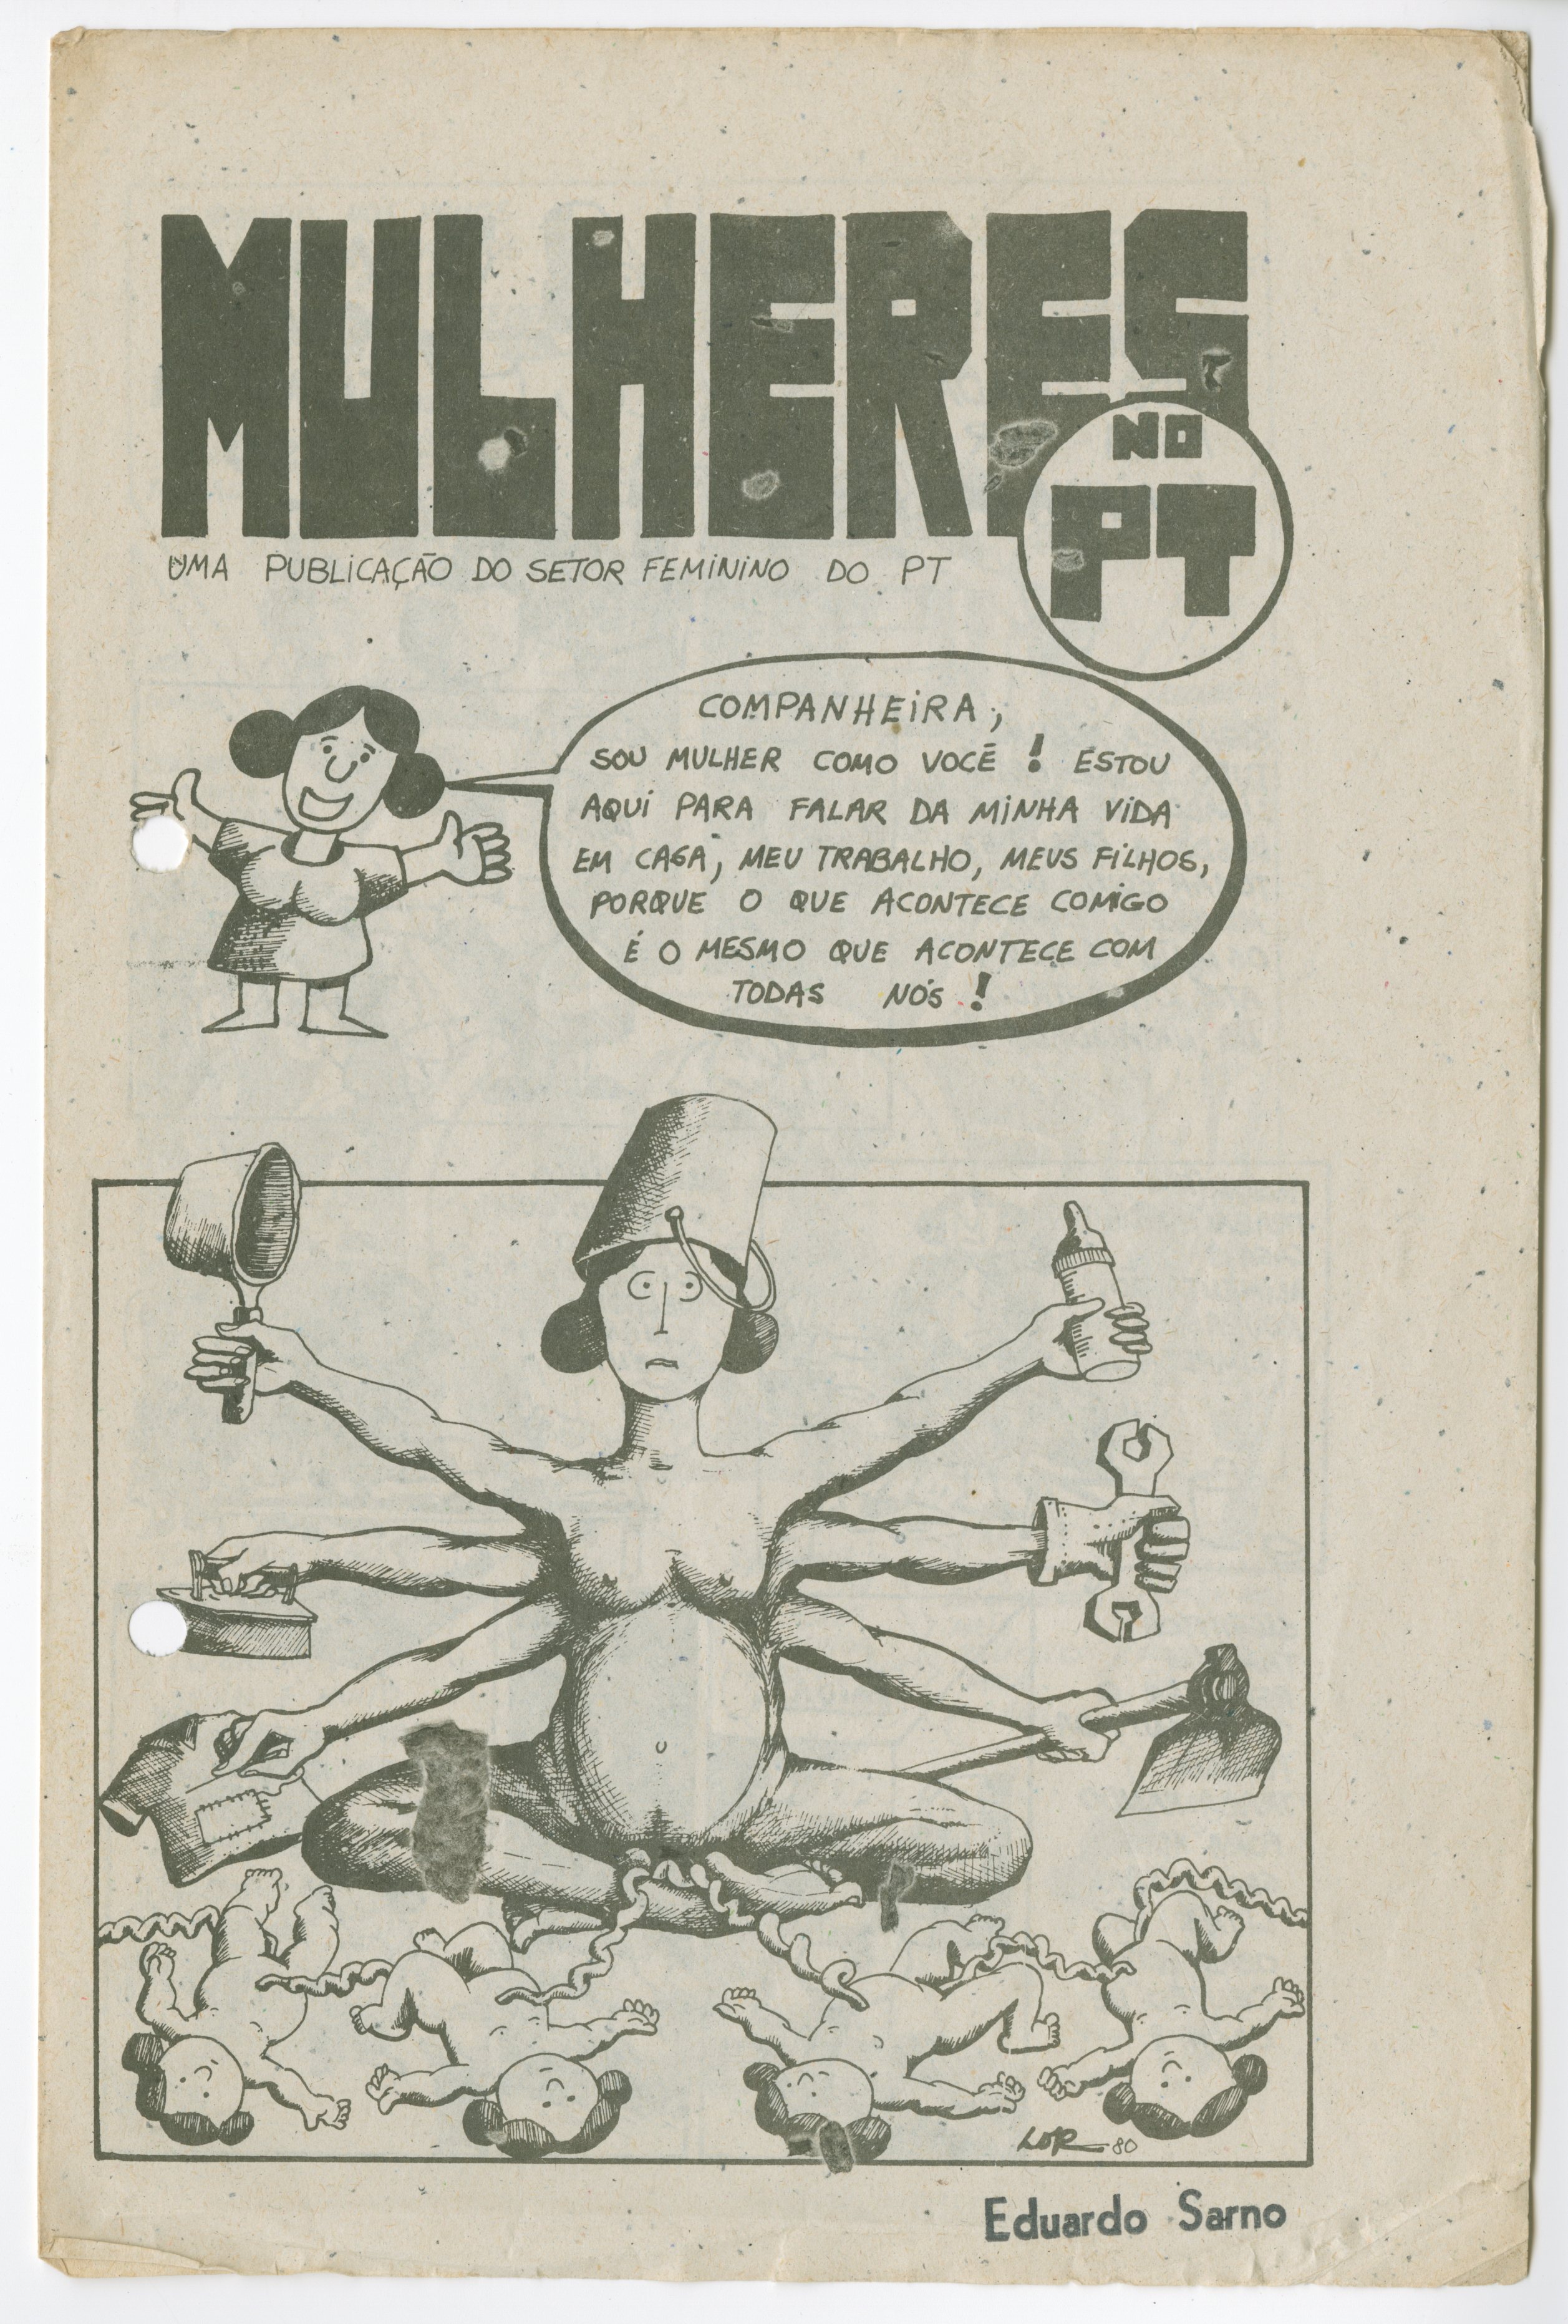 MULHERES
NO
PT
UMA PUBLICAÇÃO DO SETOR FEMININO DO PT
COMPANHEIRA,
SOU MULHER COMO VOCÊ! ESTOU
AQUI PARA FALAR DA MINHA VIDA
EM CASA, MEU TRABALHO, MEUS FILHOS,
PORQUE O QUE ACONTECE COMIGO
É O MESMO QUE ACONTECE COM
TODAS NÓS!
LOR 80
Eduardo Sarno